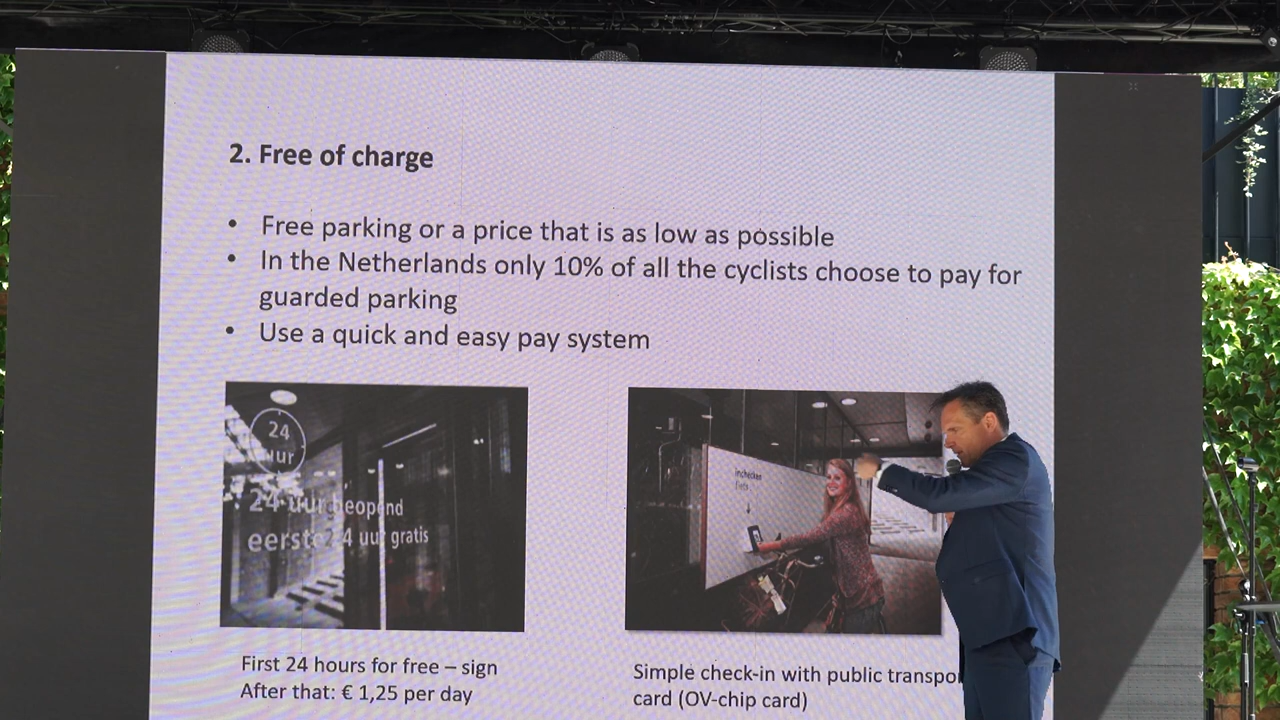 2. Free of charge
• Free parking or a price that is as low as possible
• In the Netherlands only 10% of all the cyclists choose to pay for
guarded parking
• Use a quick and easy pay system
24
uur
24 uur geopend
eerste 24 uur gratis
inchecken
fiets
First 24 hours for free – sign
After that: € 1,25 per day
Simple check-in with public transpo
card (OV-chip card)